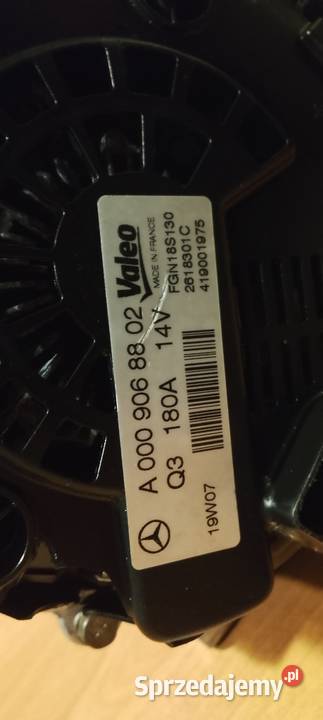 A 000 906 88 02 Valeo
MADE IN FRANCE
Q3 180A 14V
FGN18S130
2618301C
419001975
19W07
Sprzedajemy.pl